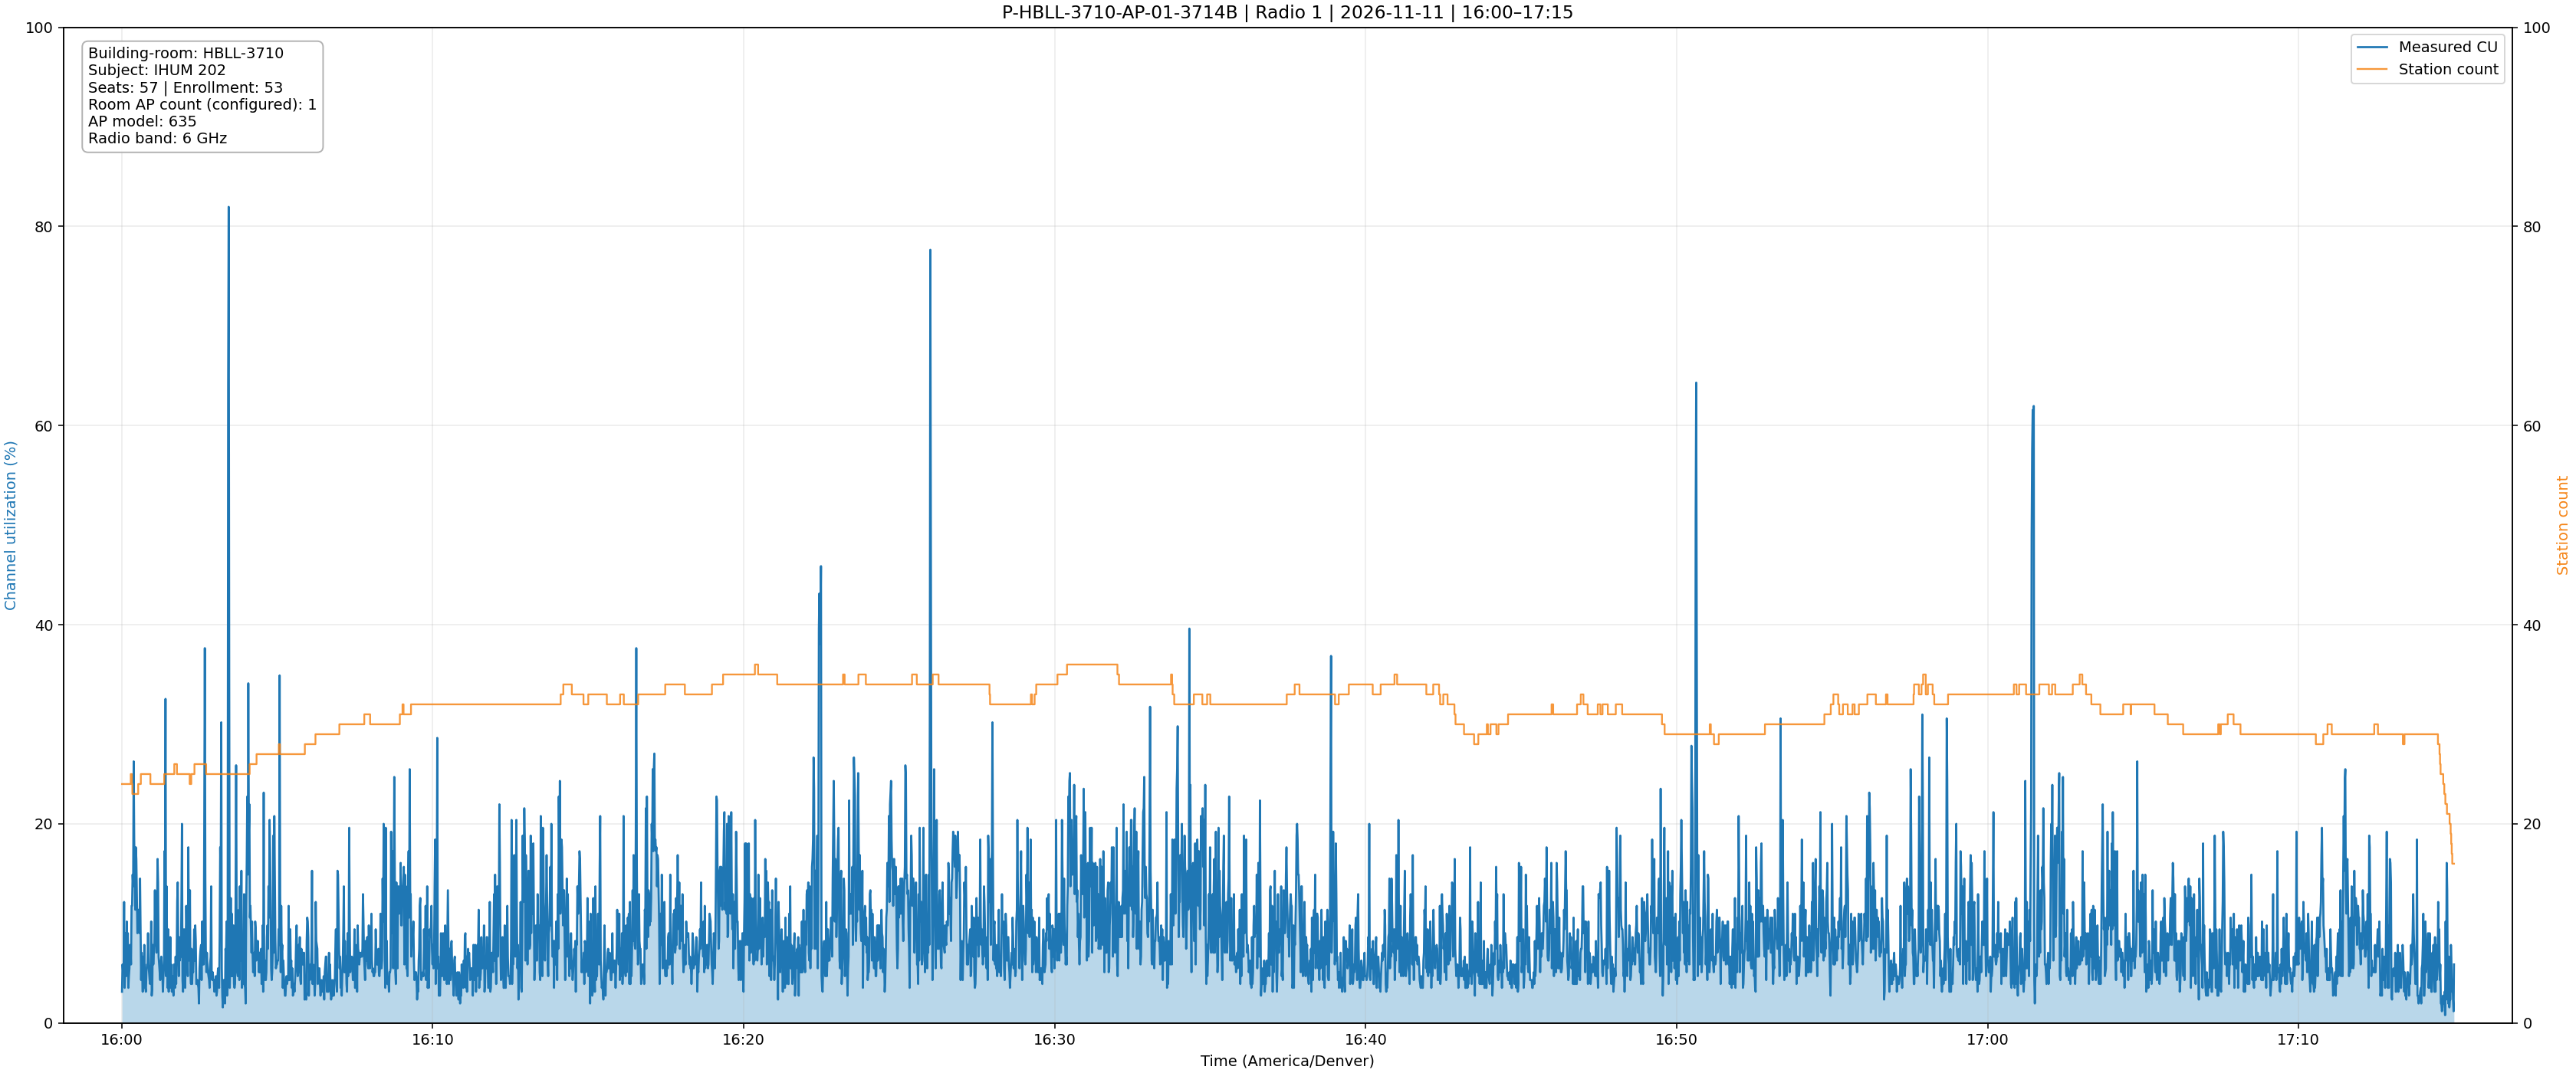 P-HBLL-3710-AP-01-3714B | Radio 1 | 2026-11-11 | 16:00–17:15
Building-room: HBLL-3710
Subject: IHUM 202
Seats: 57 | Enrollment: 53
Room AP count (configured): 1
AP model: 635
Radio band: 6 GHz
Measured CU
Station count
100
80
60
40
20
0
Channel utilization (%)
100
80
60
40
20
0
Station count
16:00
16:10
16:20
16:30
16:40
16:50
17:00
17:10
Time (America/Denver)